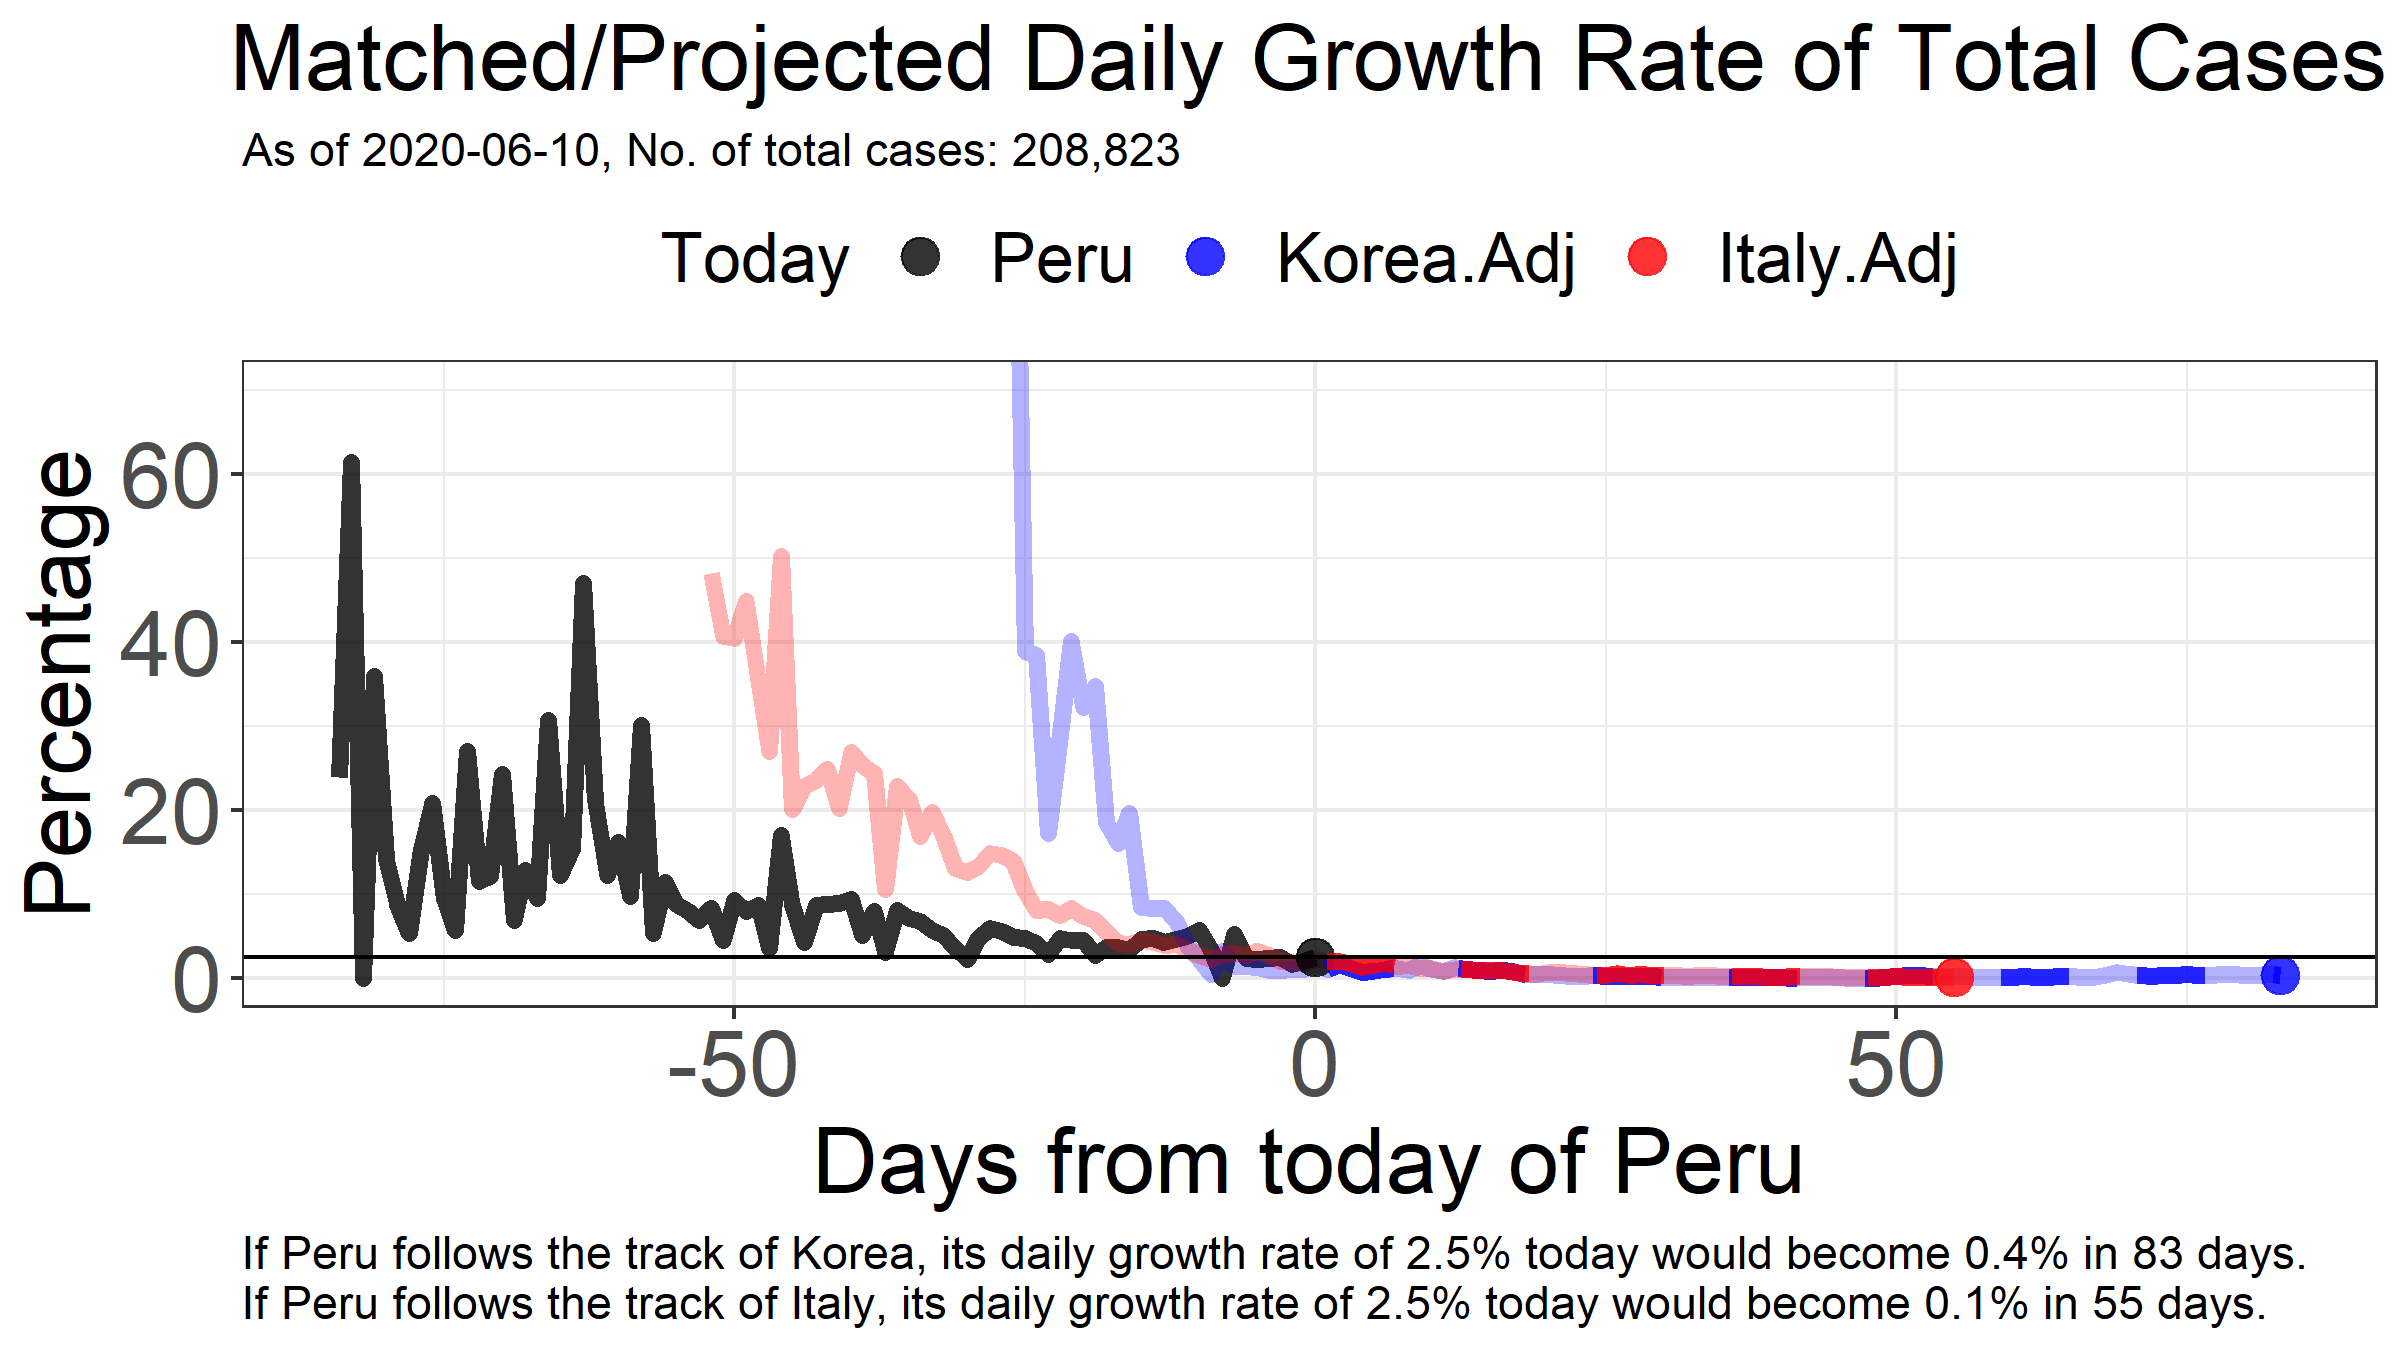 Matched/Projected Daily Growth Rate of Total Cases
As of 2020-06-10, No. of total cases: 208,823
Today Peru Korea.Adj Italy.Adj
Percentage
60
40
20
0
-50 0 50
Days from today of Peru
If Peru follows the track of Korea, its daily growth rate of 2.5% today would become 0.4% in 83 days.
If Peru follows the track of Italy, its daily growth rate of 2.5% today would become 0.1% in 55 days.